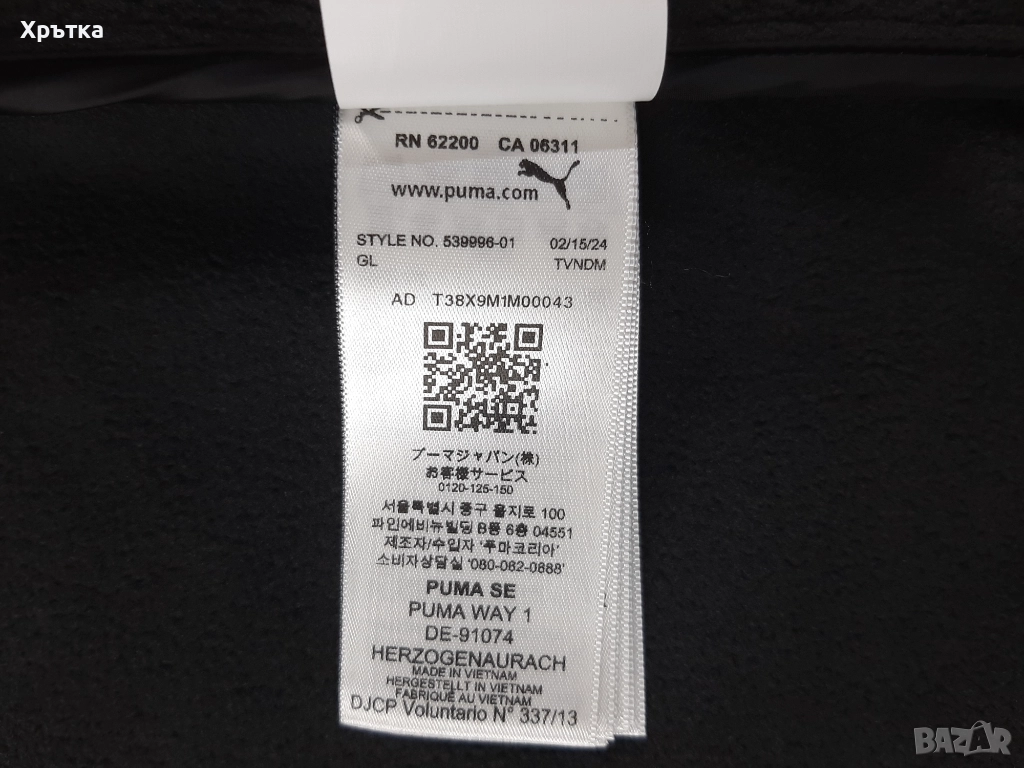 Хрътка
RN 62200 CA 06311
www.puma.com
STYLE NO. 539996-01 02/15/24
GL TVNDM
AD T38X9M1M00043
プーマジャパン(株)
お客様サービス
0120-125-150
서울특별시 중구 을지로 100
파인에비뉴빌딩 B동 6층 04551
제조자/수입자 '푸마코리아'
소비자상담실 '080-082-0888'
PUMA SE
PUMA WAY 1
DE-91074
HERZOGENAURACH
MADE IN VIETNAM
HERGESTELLT IN VIETNAM
FABRIQUÉ AU VIETNAM
DJCP Voluntario N° 337/13
BAZAR